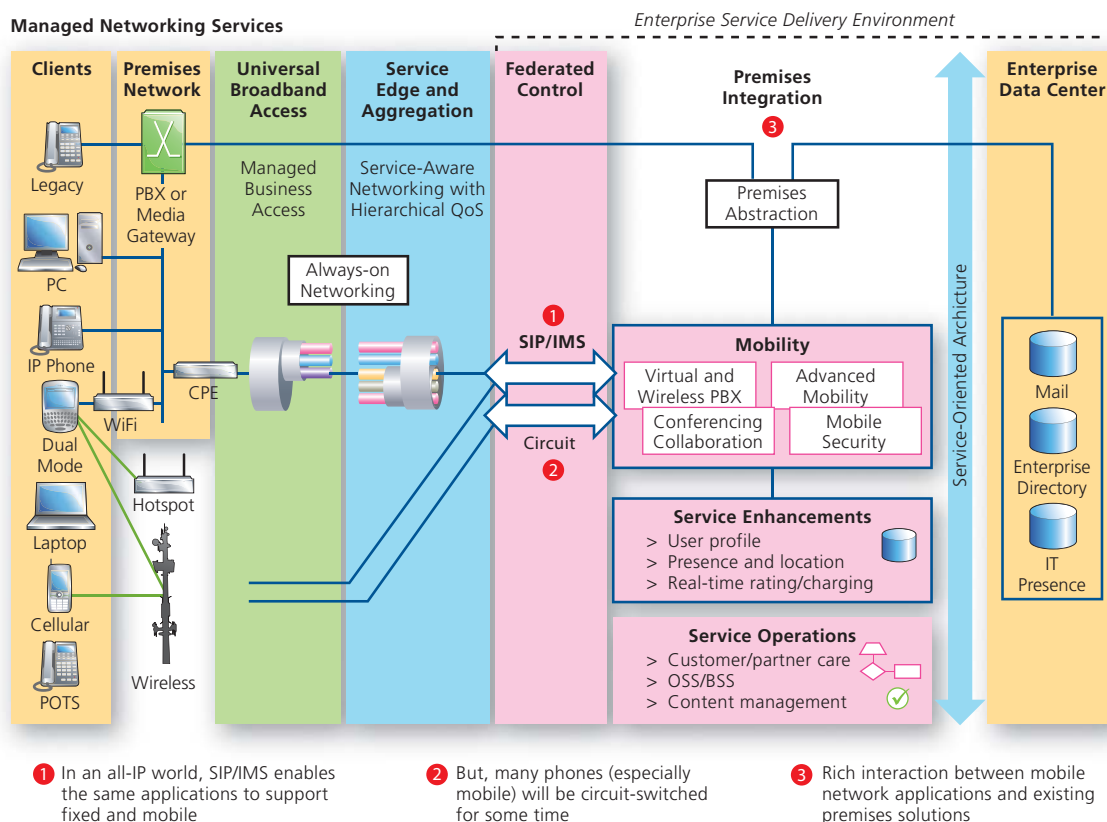 Managed Networking Services
Enterprise Service Delivery Environment
Clients
Premises
Network
Universal
Broadband
Access
Service
Edge and
Aggregation
Federated
Control
Premises
Integration
3
Enterprise
Data Center
Legacy
PBX or
Media
Gateway
Managed
Business
Access
Service-Aware
Networking with
Hierarchical QoS
Premises
Abstraction
PC
Always-on
Networking
IP Phone
CPE
WiFi
Dual
Mode
Hotspot
Laptop
Cellular
Wireless
POTS
1
SIP/IMS
Circuit
2
Mobility
Virtual and
Wireless PBX
Advanced
Mobility
Conferencing
Collaboration
Mobile
Security
Service Enhancements
> User profile
> Presence and location
> Real-time rating/charging
Service Operations
> Customer/partner care
> OSS/BSS
> Content management
Service-Oriented Archicture
Mail
Enterprise
Directory
IT
Presence
1 In an all-IP world, SIP/IMS enables
the same applications to support
fixed and mobile
2 But, many phones (especially
mobile) will be circuit-switched
for some time
3 Rich interaction between mobile
network applications and existing
premises solutions